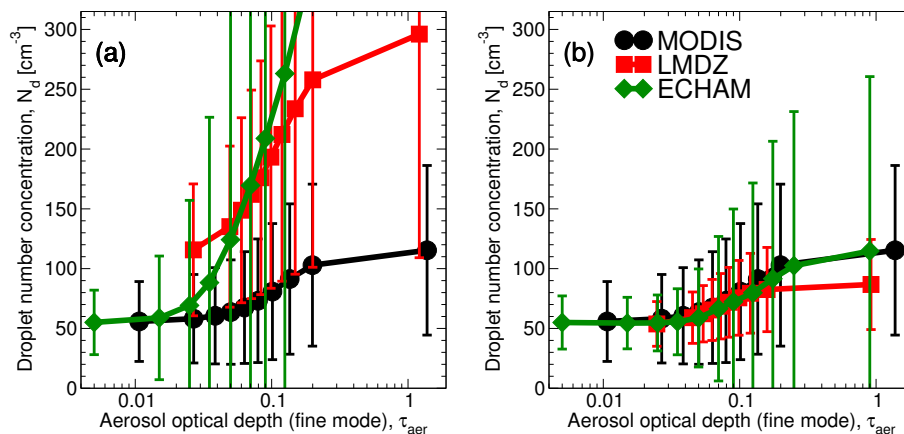 (a)
Droplet number concentration, N_d [cm^-3]
300
250
200
150
100
50
0
0.01 0.1 1
Aerosol optical depth (fine mode), τ_aer
(b)
MODIS
LMDZ
ECHAM
Droplet number concentration, N_d [cm^-3]
300
250
200
150
100
50
0
0.01 0.1 1
Aerosol optical depth (fine mode), τ_aer